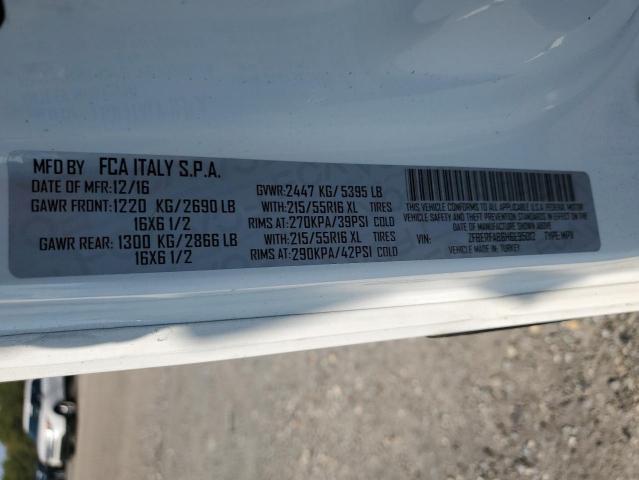 MFD BY FCA ITALY S.P.A.
DATE OF MFR:12/16 GVWR:2447 KG/ 5395 LB
GAWR FRONT:1220 KG/2690 LB WITH:215/55R16 XL TIRES
16X6 1/2 RIMS AT:270KPA/39PSI COLD
GAWR REAR: 1300 KG/2866 LB WITH:215/55R16 XL TIRES
16X6 1/2 RIMS AT:290KPA/42PSI COLD
THIS VEHICLE CONFORMS TO ALL APPLICABLE U.S.A. FEDERAL MOTOR
VEHICLE SAFETY STANDARDS AND THEFT PREVENTION STANDARDS IN
EFFECT ON THE DATE OF MANUFACTURE SHOWN ABOVE.
VIN: TYPE:MPV
VEHICLE MADE IN: TURKEY